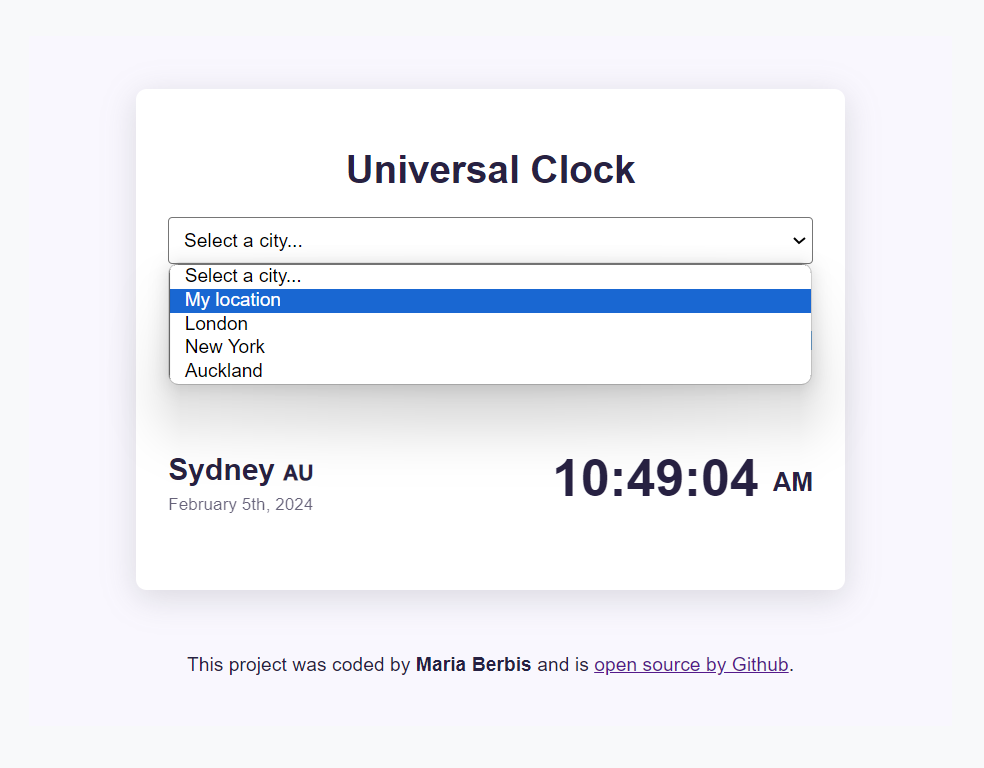 Universal Clock
Select a city...
Select a city...
My location
London
New York
Auckland
Sydney AU
10:49:04 AM
February 5th, 2024
This project was coded by Maria Berbis and is open source by Github.